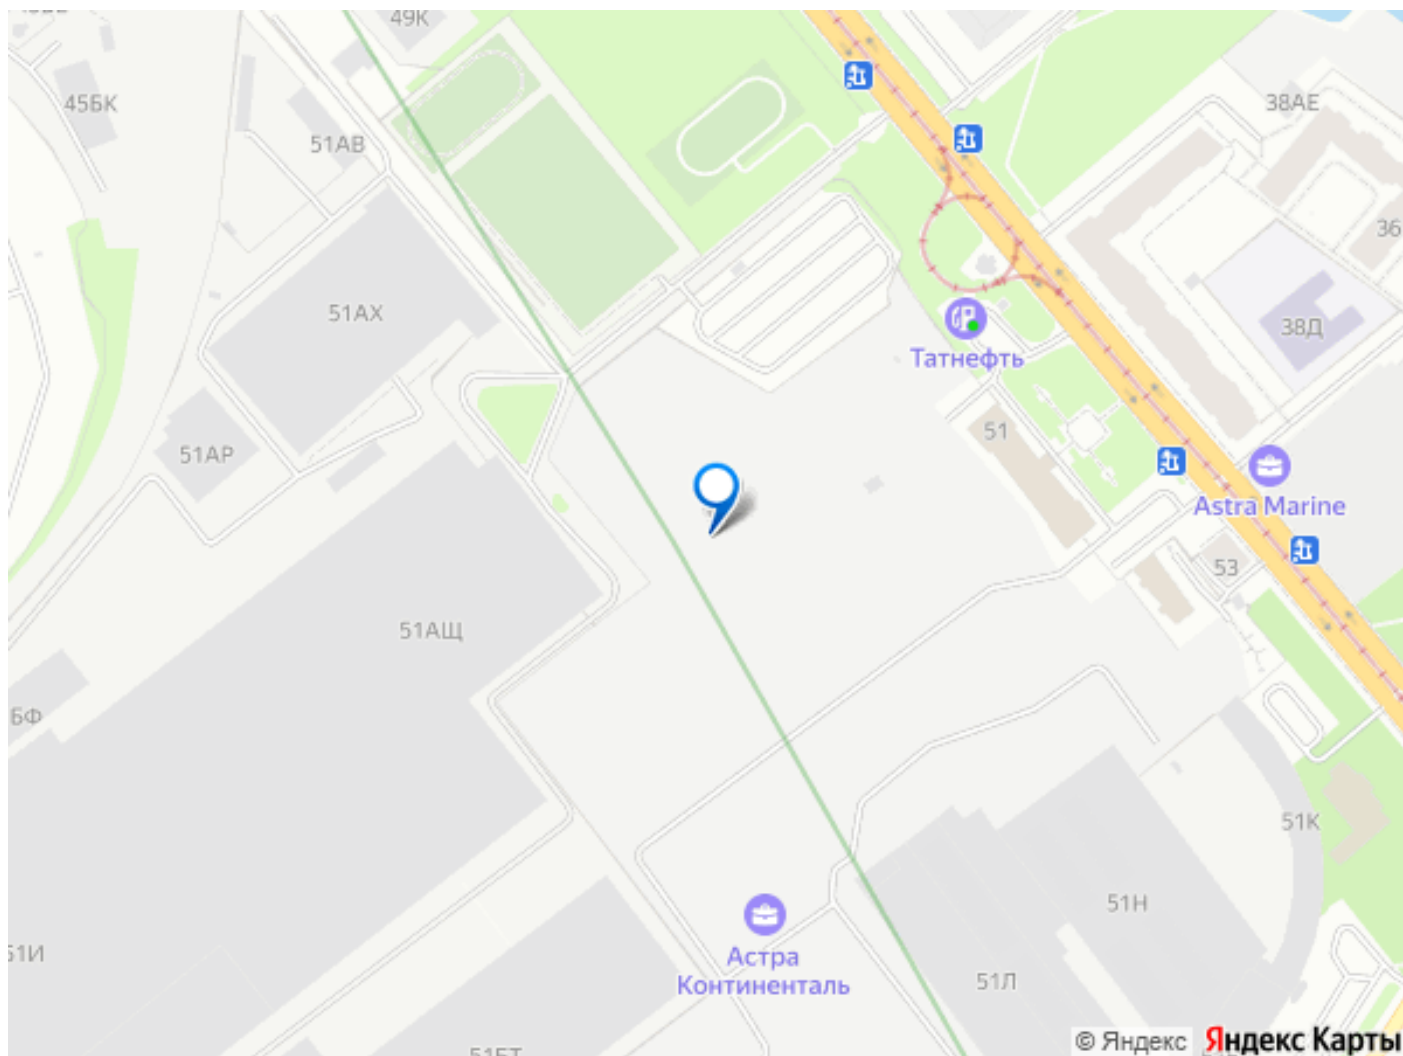 49К
45БК
38АЕ
51АВ
36
51АХ
38Д
Татнефть
51
51АР
Astra Marine
53
51АЩ
БФ
51К
51Н
Астра
Континенталь
51И
51Л
© Яндекс
Яндекс Карты